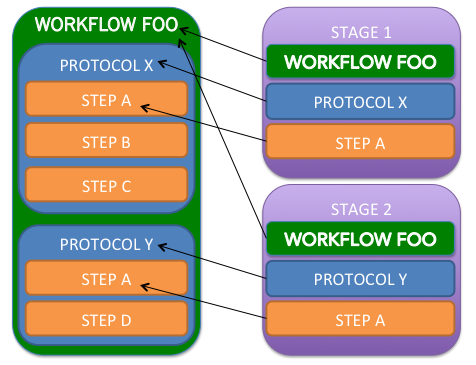 WORKFLOW FOO
PROTOCOL X
STEP A
STEP B
STEP C
PROTOCOL Y
STEP A
STEP D
STAGE 1
WORKFLOW FOO
PROTOCOL X
STEP A
STAGE 2
WORKFLOW FOO
PROTOCOL Y
STEP A